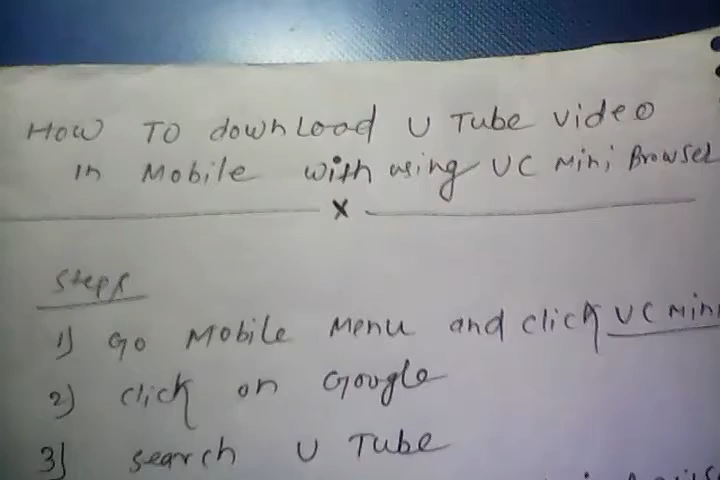 How To download U Tube video
in Mobile with using UC Mini Browser
x
Steps
1) Go Mobile Menu and click UC Mini
2) click on Google
3) search U Tube